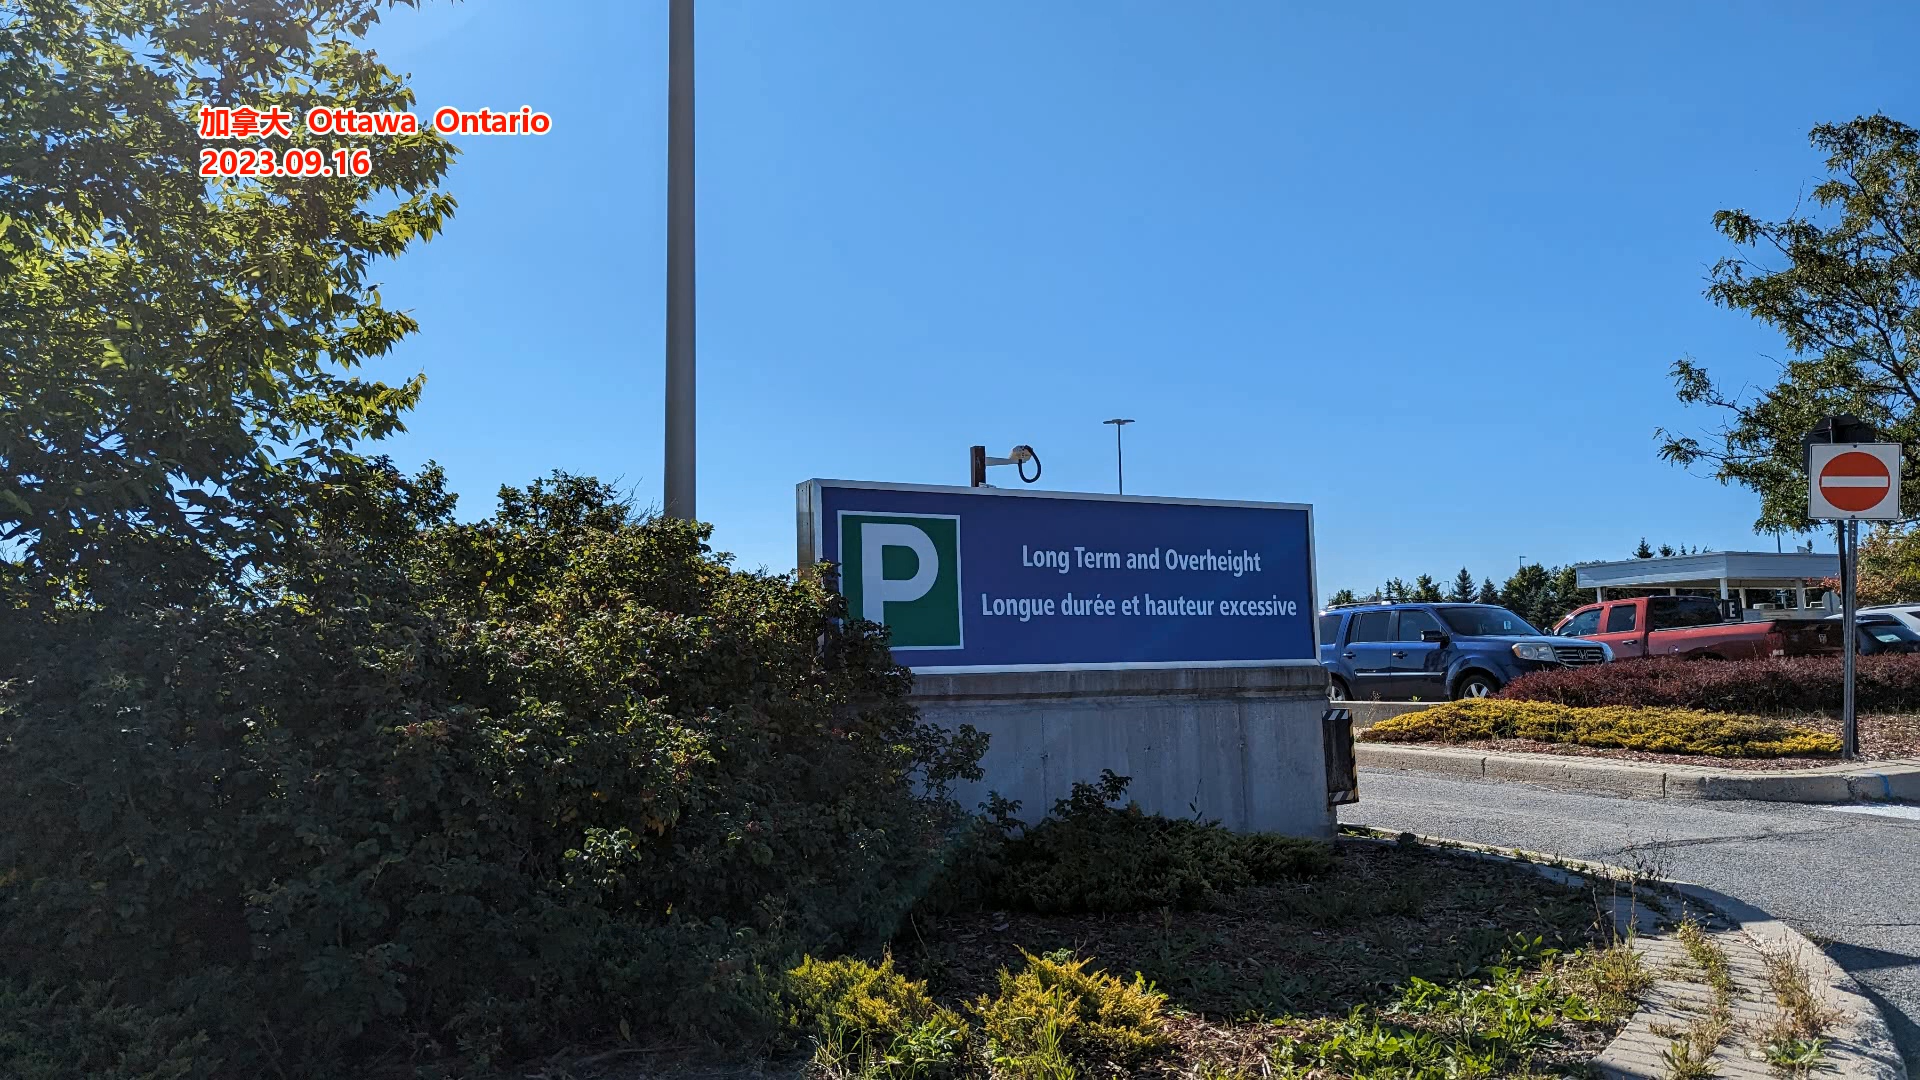 加拿大 Ottawa Ontario
2023.09.16
P
Long Term and Overheight
Longue durée et hauteur excessive
E